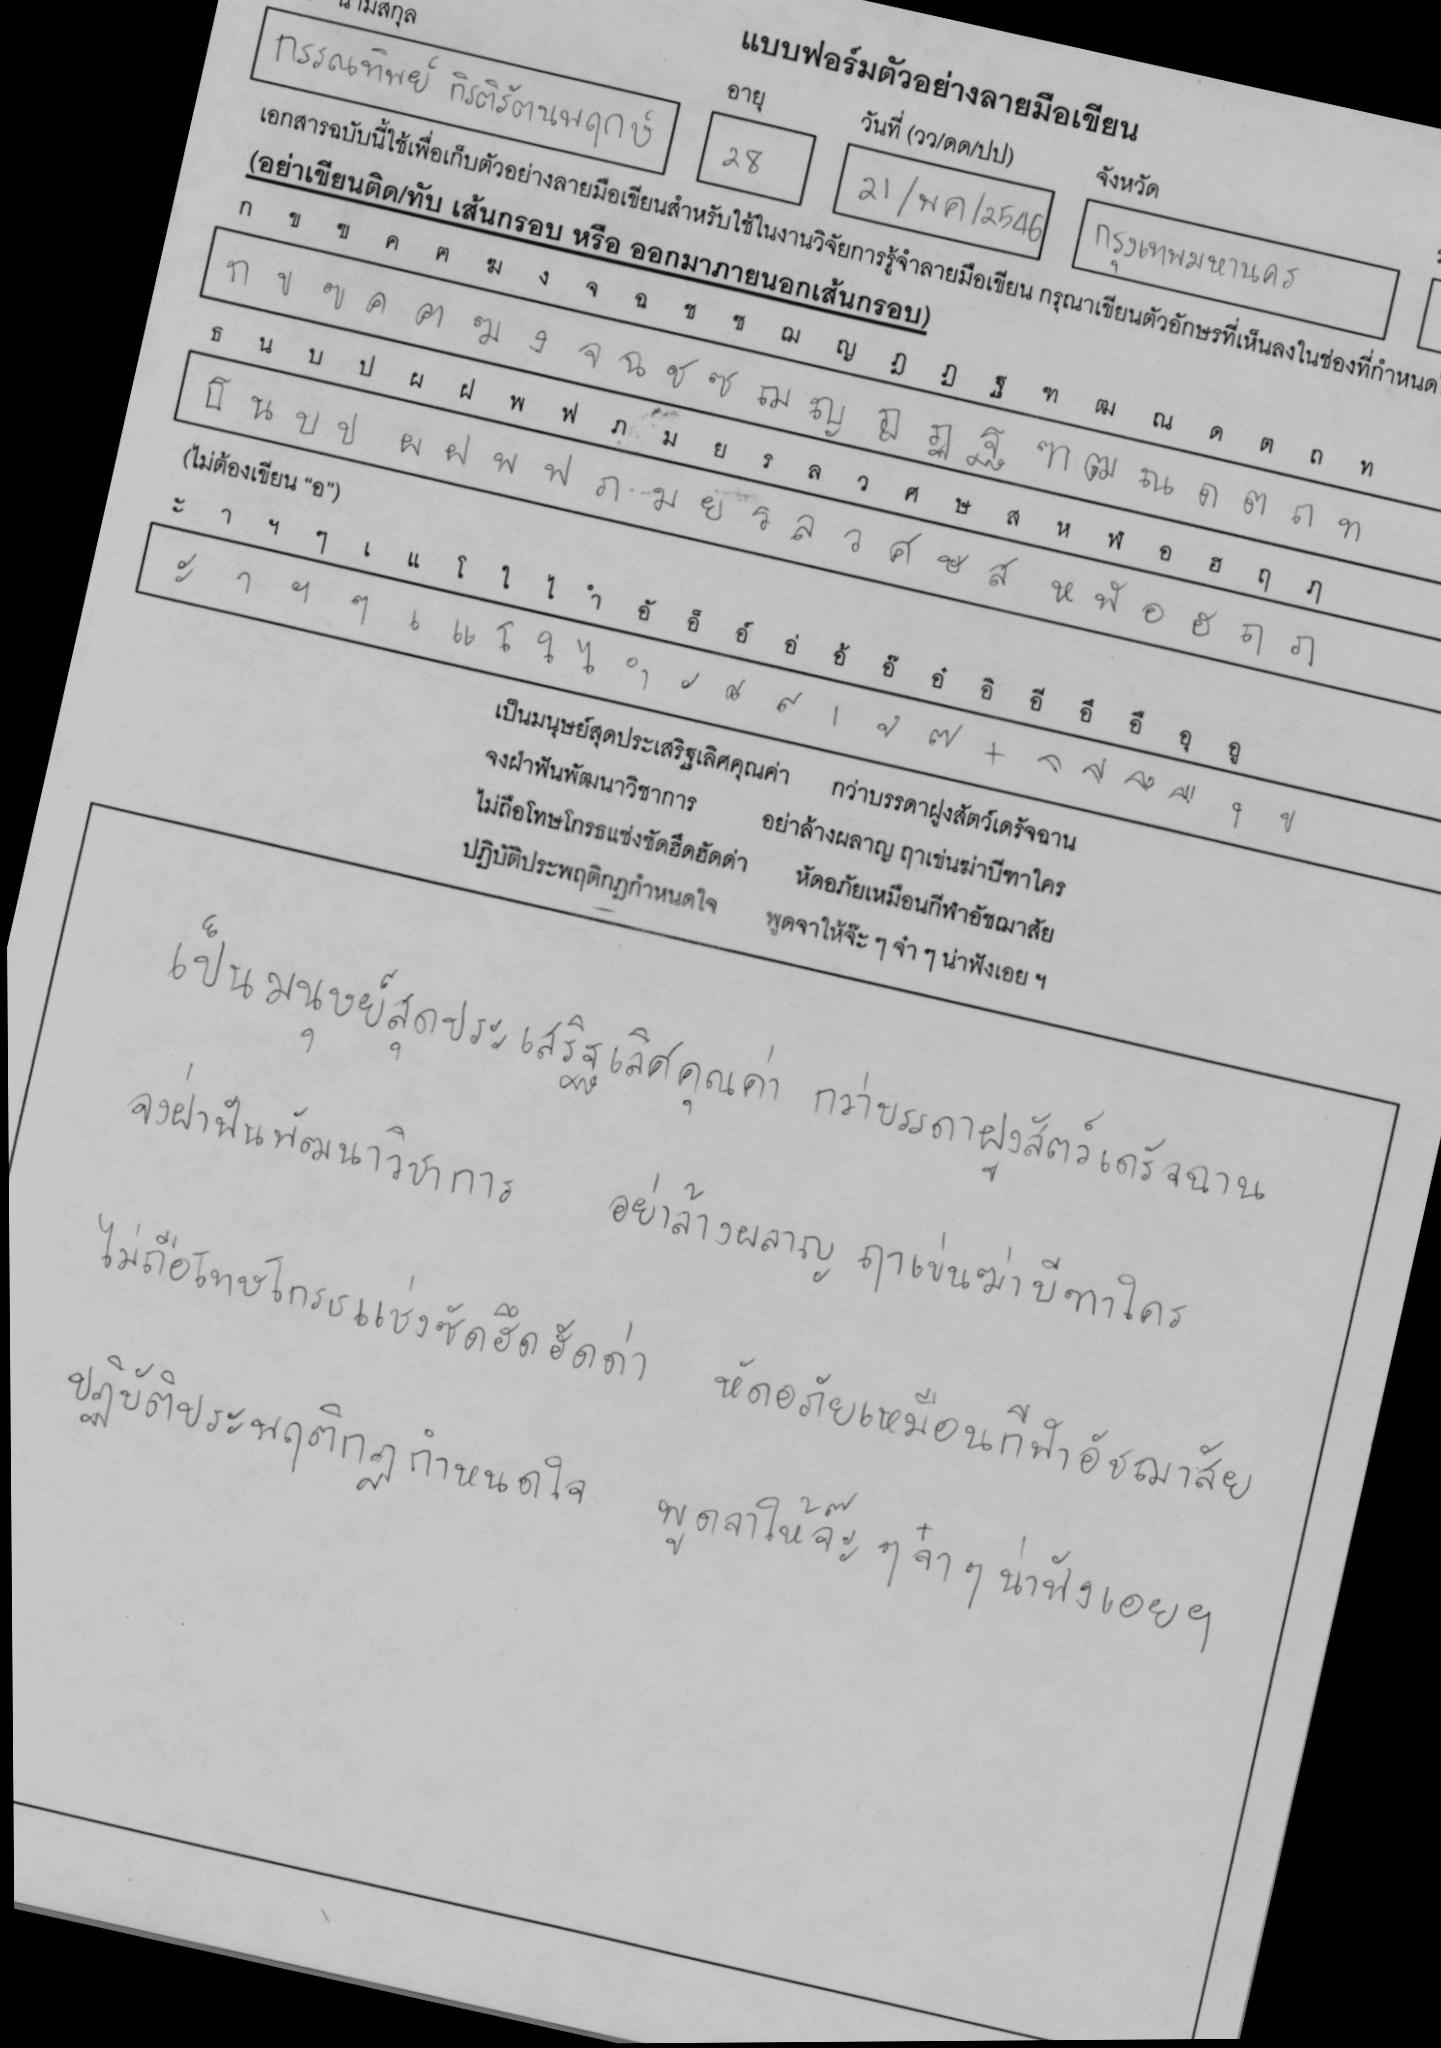 แบบฟอร์มตัวอย่างลายมือเขียน
นามสกุล
อายุ
วันที่ (วว/ดด/ปป)
จังหวัด
กรรณทิพย์ กิรติรัตนพฤกษ์
28
21/พค/2546
กรุงเทพมหานคร
เอกสารฉบับนี้ใช้เพื่อเก็บตัวอย่างลายมือเขียนสำหรับใช้ในงานวิจัยการรู้จำลายมือเขียน กรุณาเขียนตัวอักษรที่เห็นลงในช่องที่กำหนด
(อย่าเขียนติด/ทับ เส้นกรอบ หรือ ออกมาภายนอกเส้นกรอบ)
ก ข ฃ ค ฅ ฆ ง จ ฉ ช ซ ฌ ญ ฎ ฏ ฐ ฑ ฒ ณ ด ต ถ ท
ก ข ฃ ค ฅ ฆ ง จ ฉ ช ซ ฌ ญ ฎ ฏ ฐ ฑ ฒ ณ ด ต ถ ท
ธ น บ ป ผ ฝ พ ฟ ภ ม ย ร ล ว ศ ษ ส ห ฬ อ ฮ ฤ ฦ
ธ น บ ป ผ ฝ พ ฟ ภ ม ย ร ล ว ศ ษ ส ห ฬ อ ฮ ฤ ฦ
(ไม่ต้องเขียน “อ”)
ะ า ฯ ๆ เ แ โ ใ ไ ำ อั อ็ อ์ อ่ อ้ อ๊ อ๋ อิ อี อึ อื อุ อู
ะ า ฯ ๆ เ แ โ ใ ไ ำ ั ็ ์ ่ ้ ๊ ๋ ิ ี ึ ื ุ ู
เป็นมนุษย์สุดประเสริฐเลิศคุณค่า กว่าบรรดาฝูงสัตว์เดรัจฉาน
จงฝ่าฟันพัฒนาวิชาการ อย่าล้างผลาญ ฤาเข่นฆ่าบีฑาใคร
ไม่ถือโทษโกรธแช่งซัดฮึดฮัดด่า หัดอภัยเหมือนกีฬาอัชฌาสัย
ปฏิบัติประพฤติกฎกำหนดใจ พูดจาให้จ๊ะ ๆ จ๋า ๆ น่าฟังเอย ฯ
เป็นมนุษย์สุดประเสริฐเลิศคุณค่า กว่าบรรดาฝูงสัตว์เดรัจฉาน
จงฝ่าฟันพัฒนาวิชาการ อย่าล้างผลาญ ฤาเข่นฆ่าบีฑาใคร
ไม่ถือโทษโกรธแช่งซัดฮึดฮัดด่า หัดอภัยเหมือนกีฬาอัชฌาสัย
ปฏิบัติประพฤติกฏกำหนดใจ พูดจาให้จ๊ะ ๆ จ๋า ๆ น่าฟังเอย ฯ